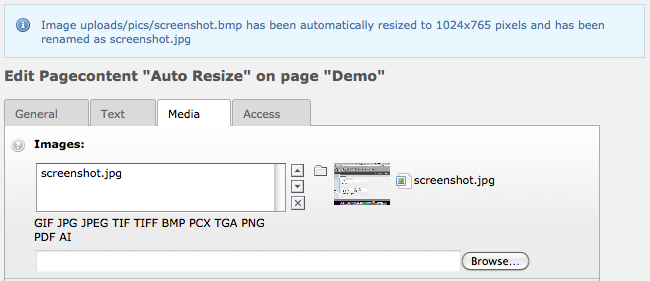 Image uploads/pics/screenshot.bmp has been automatically resized to 1024x765 pixels and has been
renamed as screenshot.jpg
Edit Pagecontent "Auto Resize" on page "Demo"
General Text Media Access
Images:
screenshot.jpg screenshot.jpg
GIF JPG JPEG TIF TIFF BMP PCX TGA PNG
PDF AI
Browse...